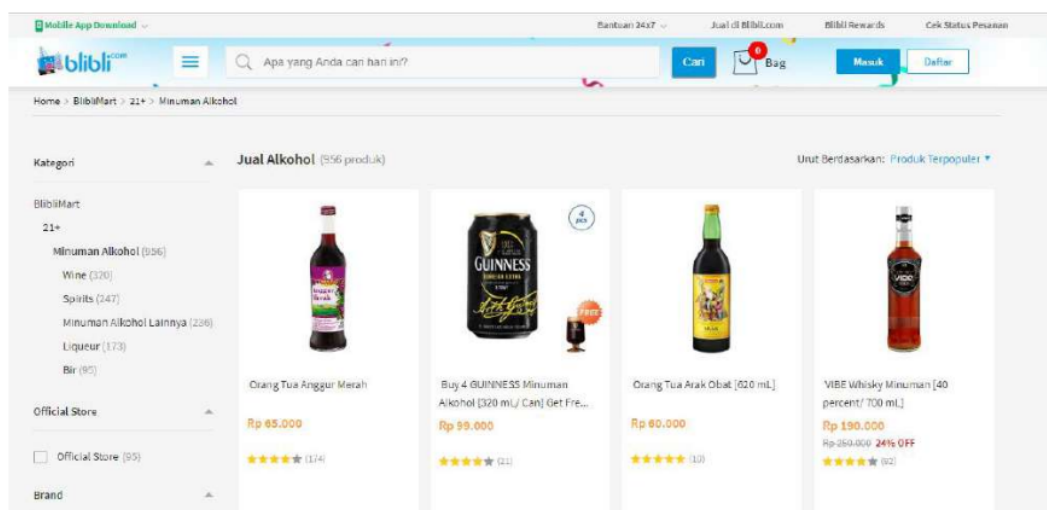 Mobile App Download
Bantuan 24x7
Jual di Blibli.com
Blibli Rewards
Cek Status Pesanan
blibli.com
Apa yang Anda cari hari ini?
Cari
0
Bag
Masuk
Daftar
Home > BlibliMart > 21+ > Minuman Alkohol
Kategori
Jual Alkohol (956 produk)
Urut Berdasarkan: Produk Terpopuler
BlibliMart
21+
Minuman Alkohol (956)
Wine (320)
Spirits (247)
Minuman Alkohol Lainnya (236)
Liqueur (173)
Bir (95)
Official Store
Official Store (95)
Brand
Orang Tua Anggur Merah
Rp 65.000
(174)
4
pcs
GUINNESS
FREE
Buy 4 GUINNESS Minuman
Alkohol [320 mL/ Can] Get Fre...
Rp 99.000
(21)
Orang Tua Arak Obat [620 mL]
Rp 60.000
(10)
VIBE
VIBE Whisky Minuman [40
percent/ 700 mL]
Rp 190.000
Rp 250.000 24% OFF
(92)